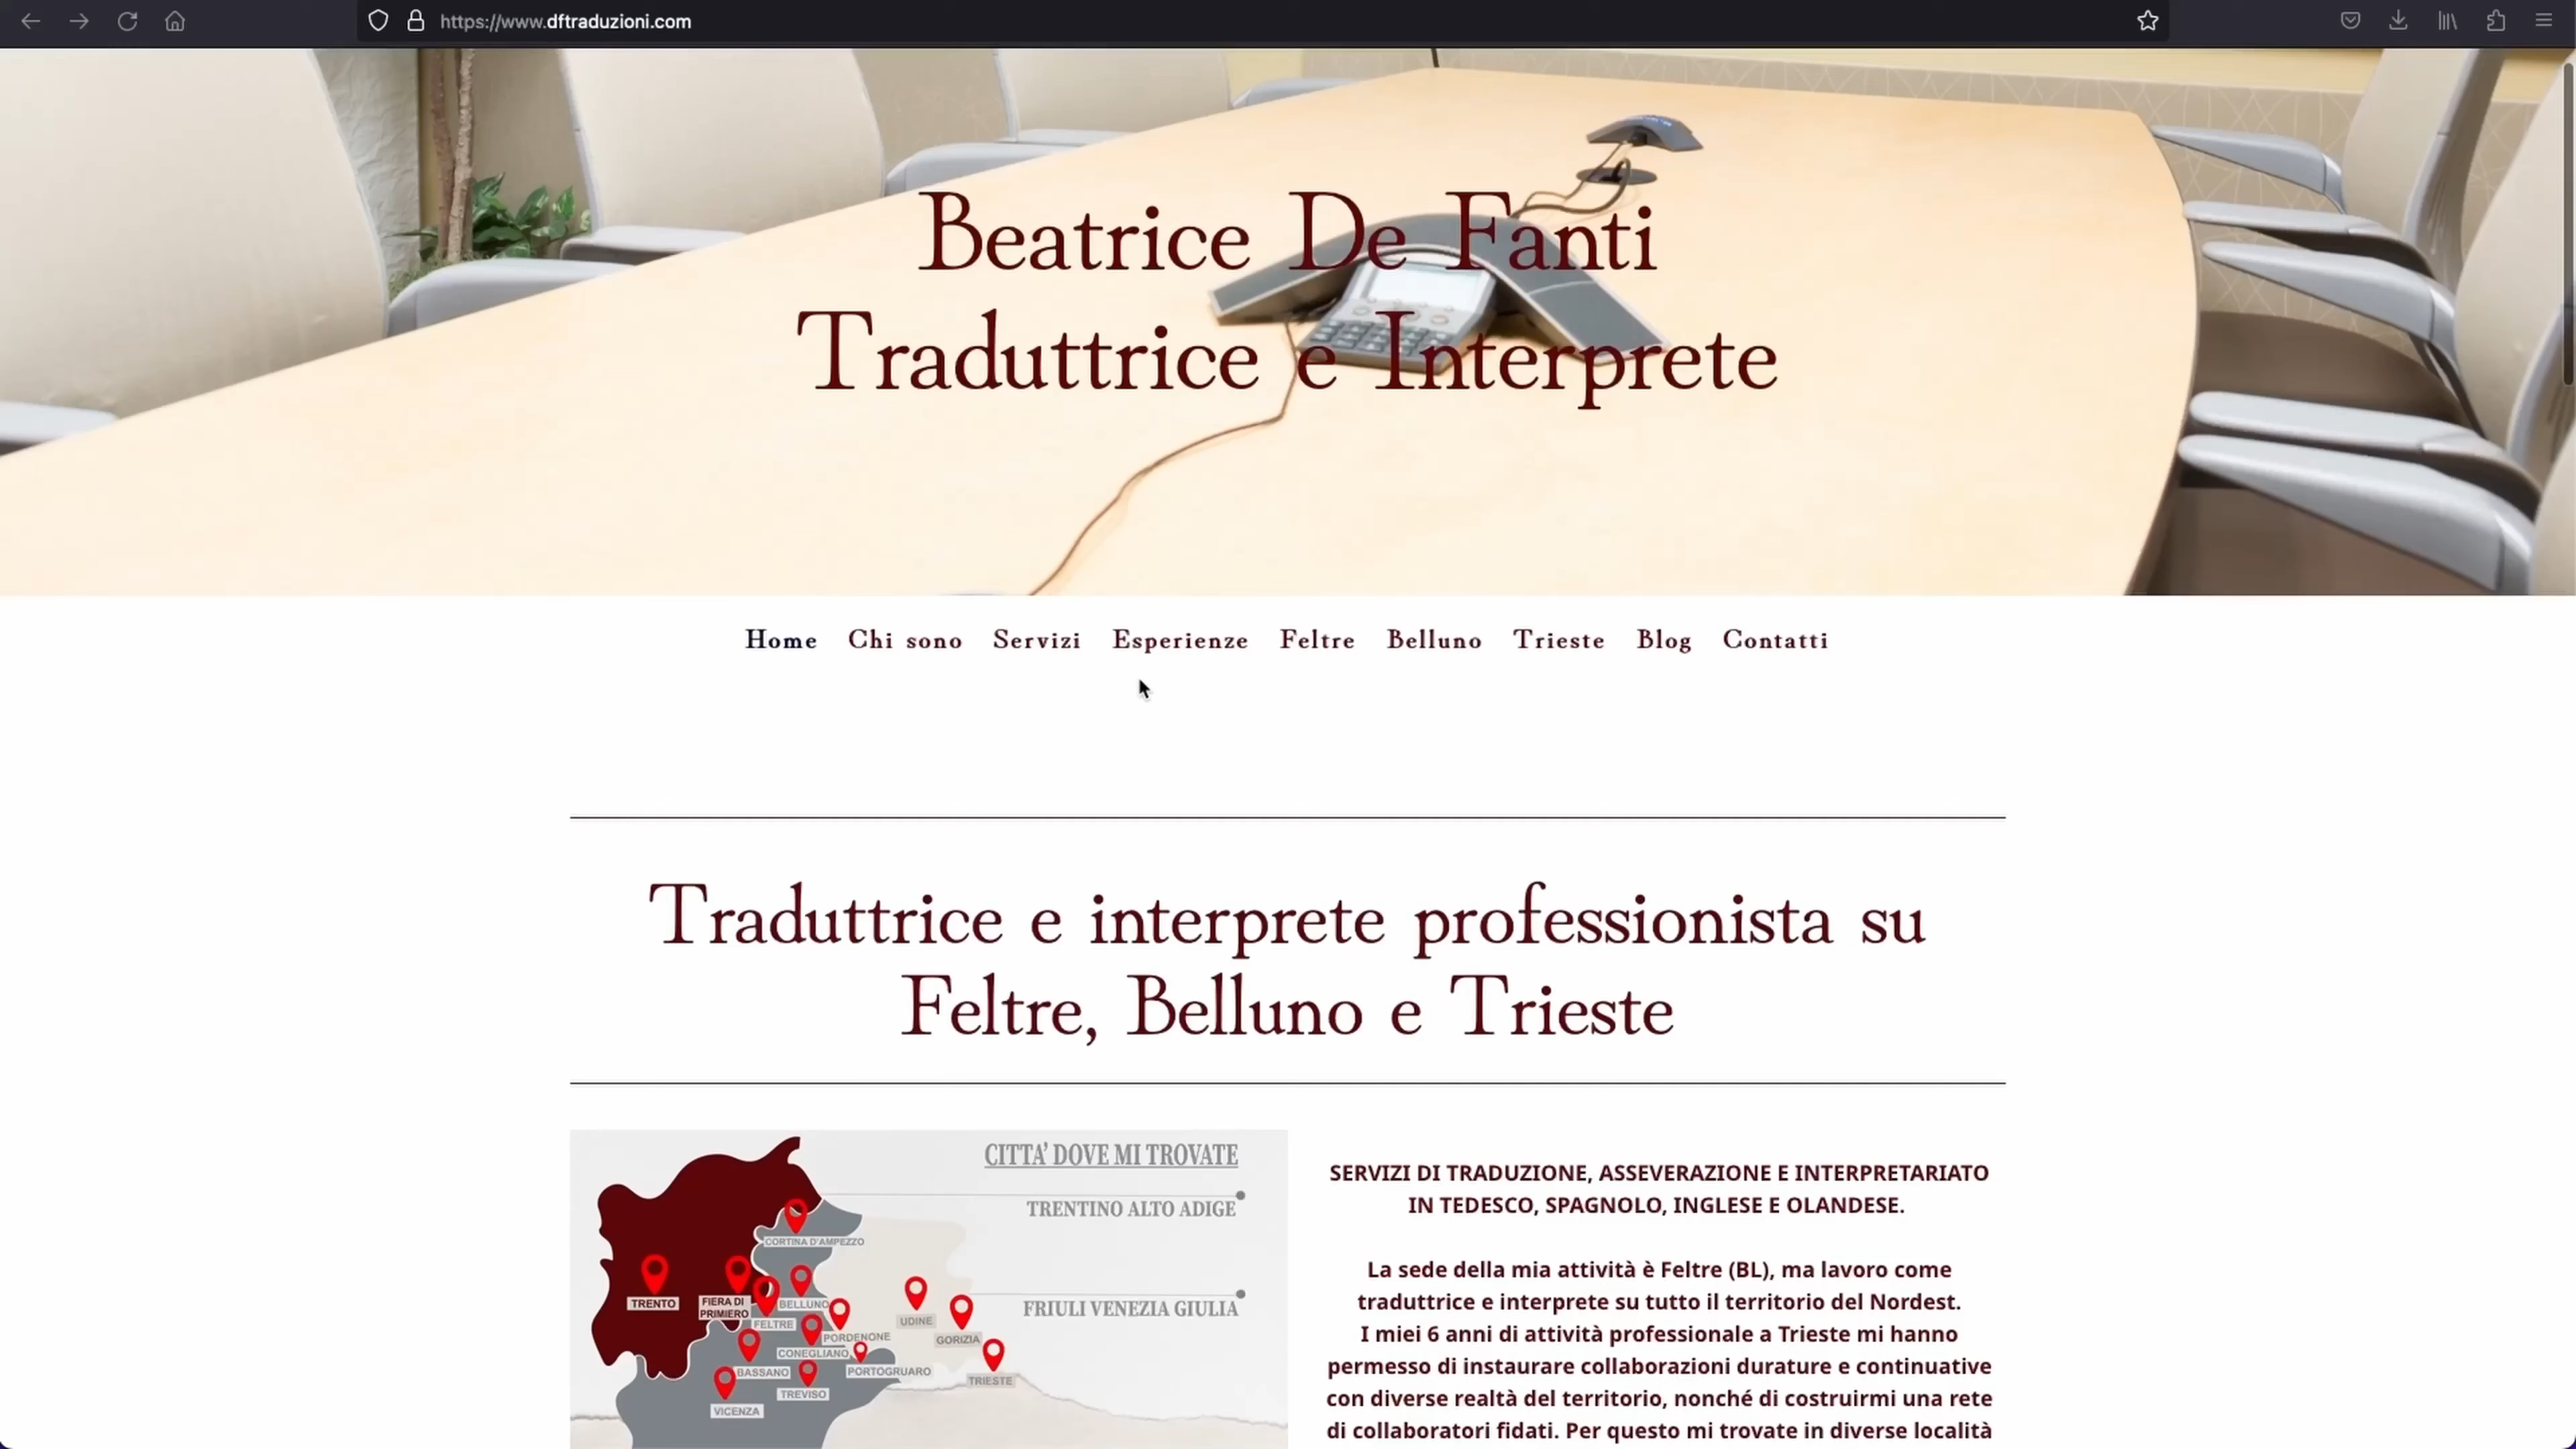 https://www.dftraduzioni.com
Beatrice De Fanti
Traduttrice e Interprete
Home Chi sono Servizi Esperienze Feltre Belluno Trieste Blog Contatti
Traduttrice e interprete professionista su
Feltre, Belluno e Trieste
CITTA' DOVE MI TROVATE
TRENTINO ALTO ADIGE
CORTINA D'AMPEZZO
TRENTO
FIERA DI
PRIMIERO
BELLUNO
FELTRE
FRIULI VENEZIA GIULIA
UDINE
PORDENONE
GORIZIA
CONEGLIANO
BASSANO
PORTOGRUARO
TRIESTE
TREVISO
VICENZA
SERVIZI DI TRADUZIONE, ASSEVERAZIONE E INTERPRETARIATO
IN TEDESCO, SPAGNOLO, INGLESE E OLANDESE.
La sede della mia attività è Feltre (BL), ma lavoro come
traduttrice e interprete su tutto il territorio del Nordest.
I miei 6 anni di attività professionale a Trieste mi hanno
permesso di instaurare collaborazioni durature e continuative
con diverse realtà del territorio, nonché di costruirmi una rete
di collaboratori fidati. Per questo mi trovate in diverse località